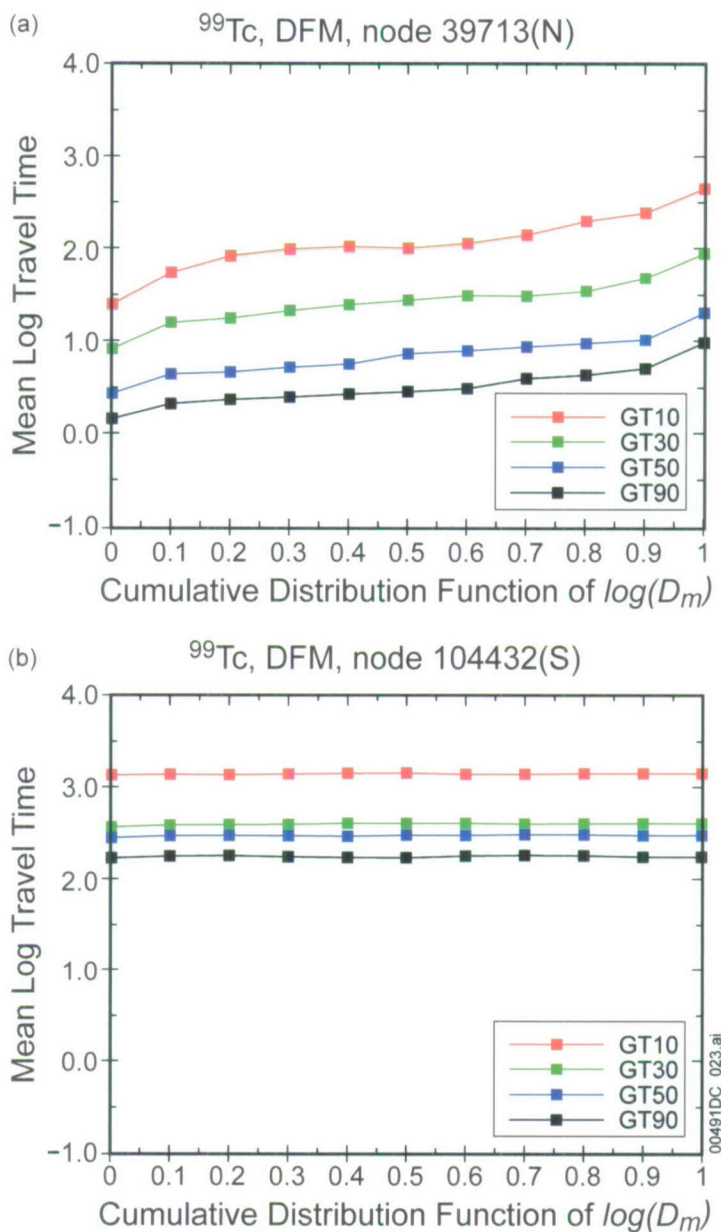 (a)
⁹⁹Tc, DFM, node 39713(N)
4.0
3.0
2.0
1.0
0.0
−1.0
Mean Log Travel Time
GT10
GT30
GT50
GT90
0 0.1 0.2 0.3 0.4 0.5 0.6 0.7 0.8 0.9 1
Cumulative Distribution Function of log(Dₘ)
(b)
⁹⁹Tc, DFM, node 104432(S)
4.0
3.0
2.0
1.0
0.0
−1.0
Mean Log Travel Time
GT10
GT30
GT50
GT90
0 0.1 0.2 0.3 0.4 0.5 0.6 0.7 0.8 0.9 1
Cumulative Distribution Function of log(Dₘ)
00491DC_023.ai